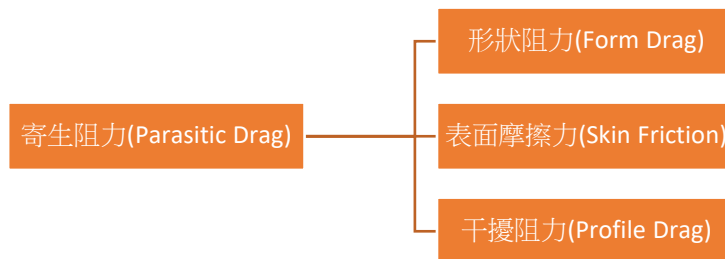 形狀阻力(Form Drag)
寄生阻力(Parasitic Drag)
表面摩擦力(Skin Friction)
干擾阻力(Profile Drag)